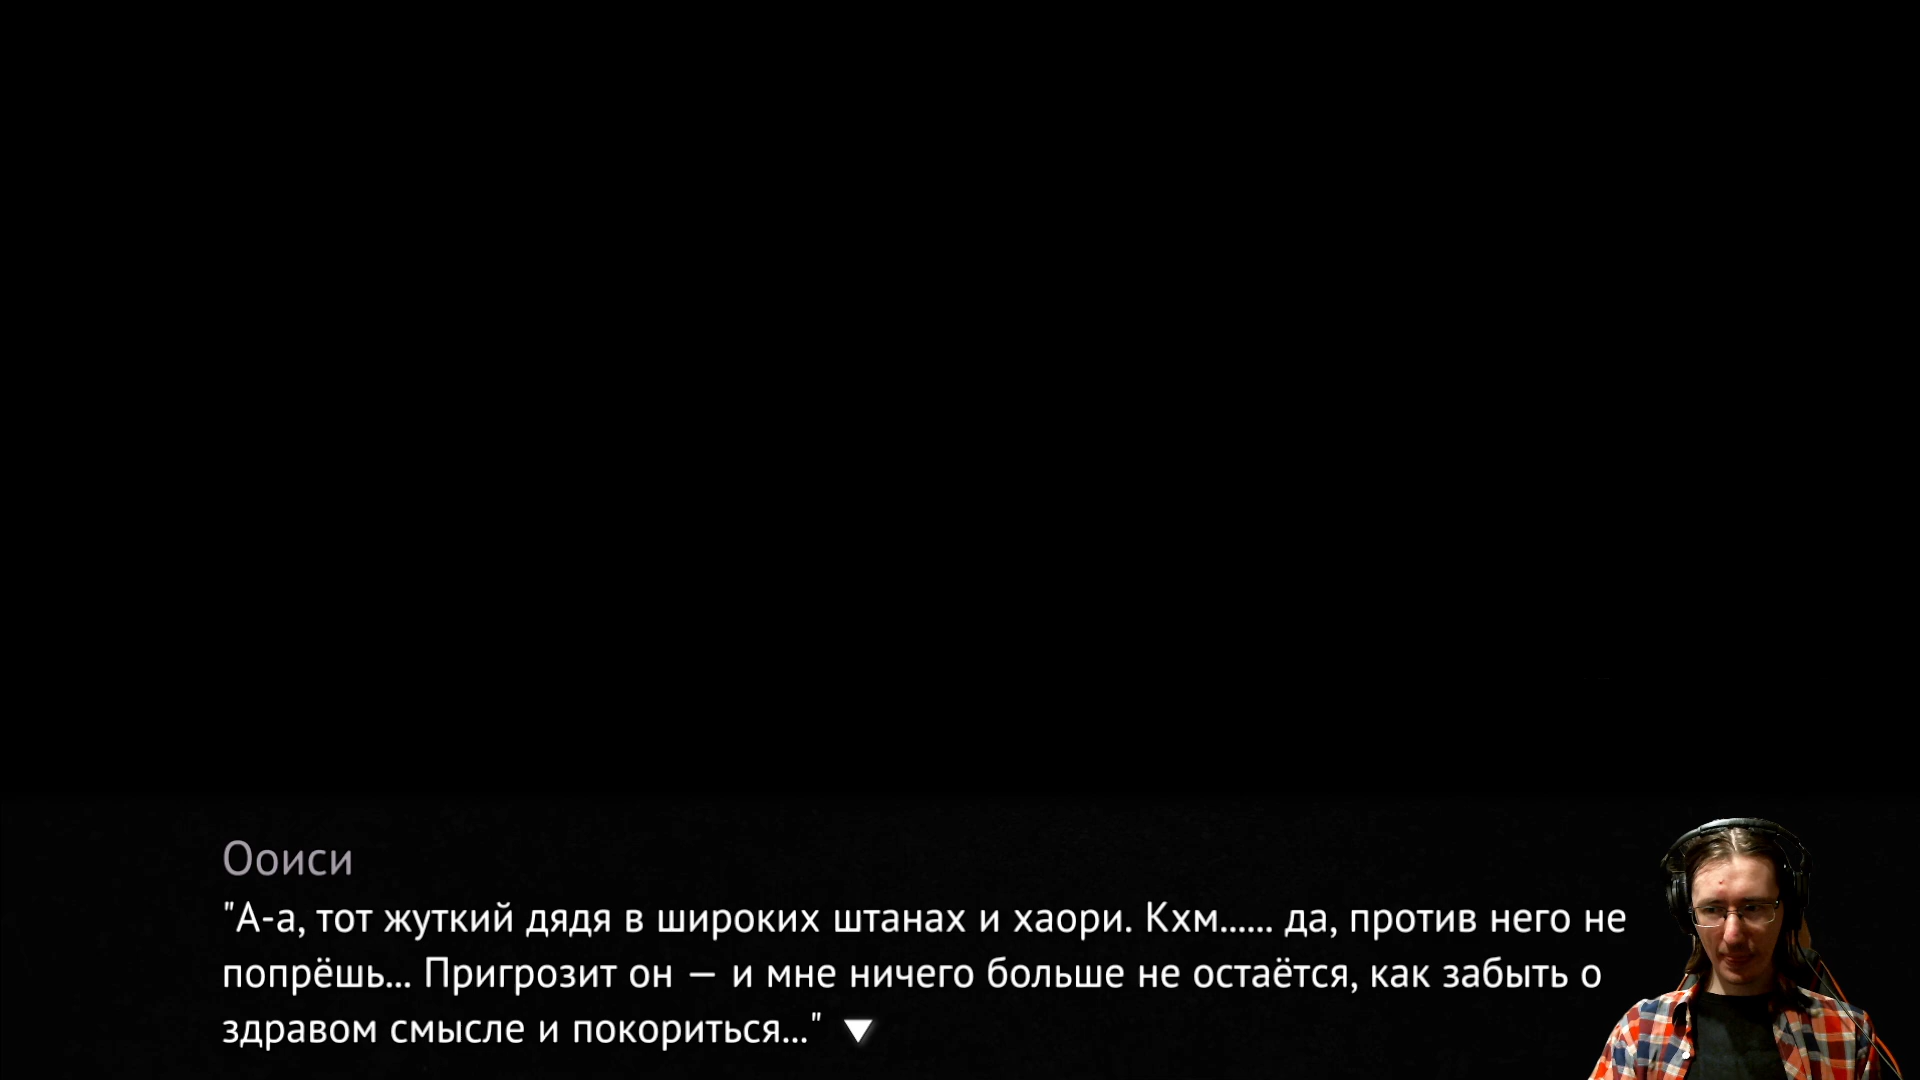 Ооиси
"А-а, тот жуткий дядя в широких штанах и хаори. Кхм...... да, против него не
попрёшь... Пригрозит он — и мне ничего больше не остаётся, как забыть о
здравом смысле и покориться..."